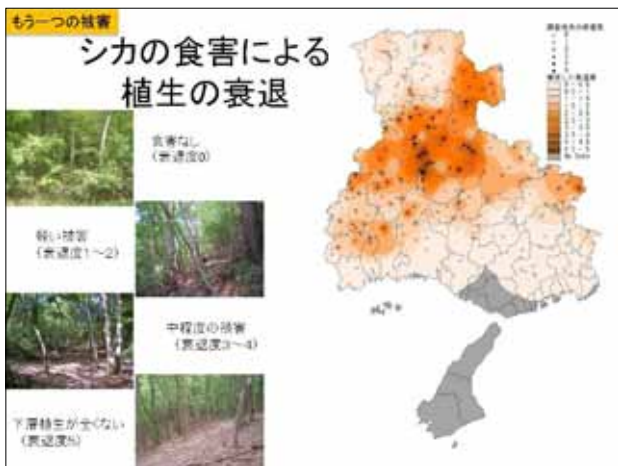 もう一つの被害
シカの食害による
植生の衰退
食害なし
(衰退度0)
軽い被害
(衰退度1～2)
中程度の被害
(衰退度3～4)
下層植生が全くない
(衰退度5)
No Data